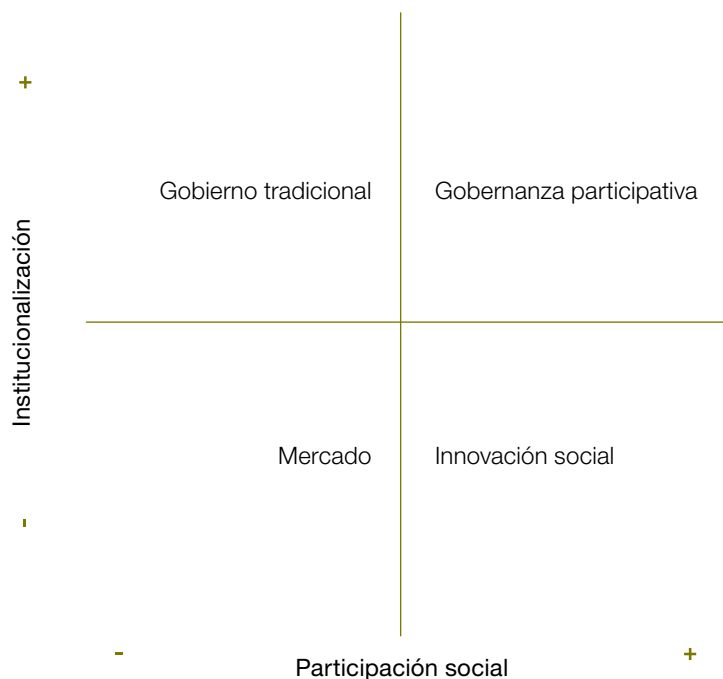 +
Gobierno tradicional
Gobernanza participativa
Institucionalización
Mercado
Innovación social
-
-
+
Participación social